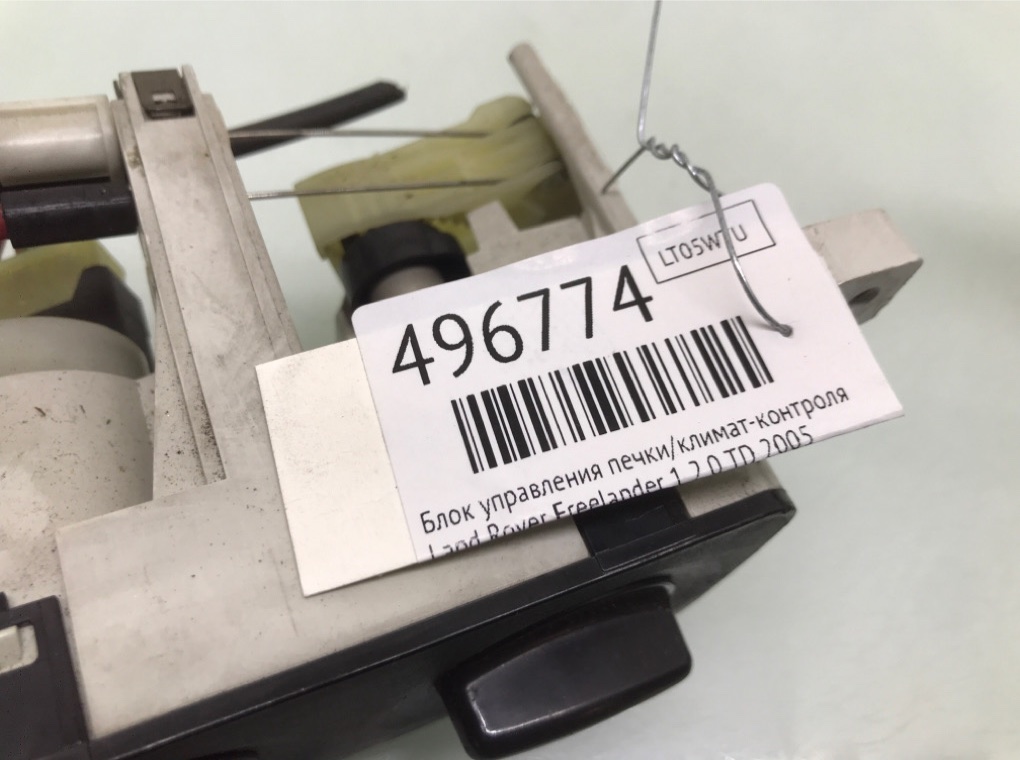 LT05WTU
496774
Блок управления печки/климат-контроля
Land Rover Freelander 1 2.0 TD 2005